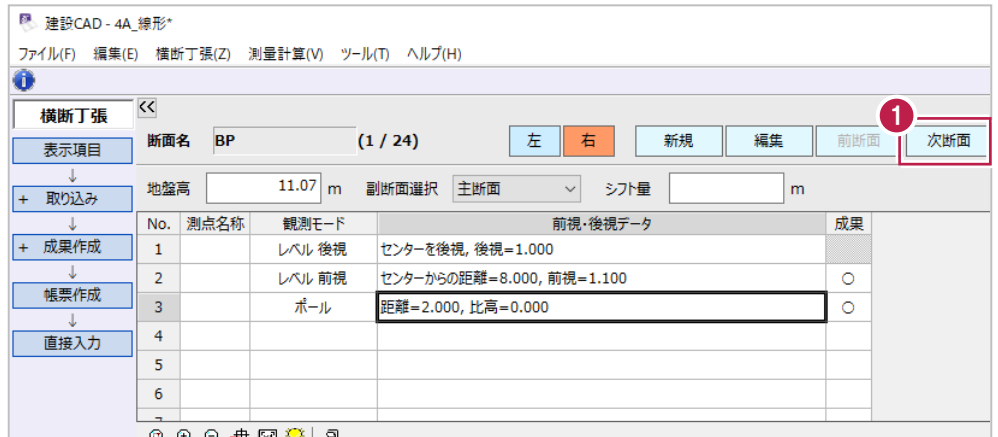 建設CAD - 4A_線形*
ファイル(F) 編集(E) 横断丁張(Z) 測量計算(V) ツール(T) ヘルプ(H)
横断丁張
<<
1
断面名 BP (1 / 24) 左 右 新規 編集 前断面 次断面
表示項目
↓
地盤高 11.07 m 副断面選択 主断面 シフト量 m
+ 取り込み
↓
+ 成果作成
↓
帳票作成
↓
直接入力
No. 測点名称 観測モード 前視・後視データ 成果
1 レベル 後視 センターを後視, 後視=1.000
2 レベル 前視 センターからの距離=8.000, 前視=1.100 ○
3 ポール 距離=2.000, 比高=0.000 ○
4
5
6